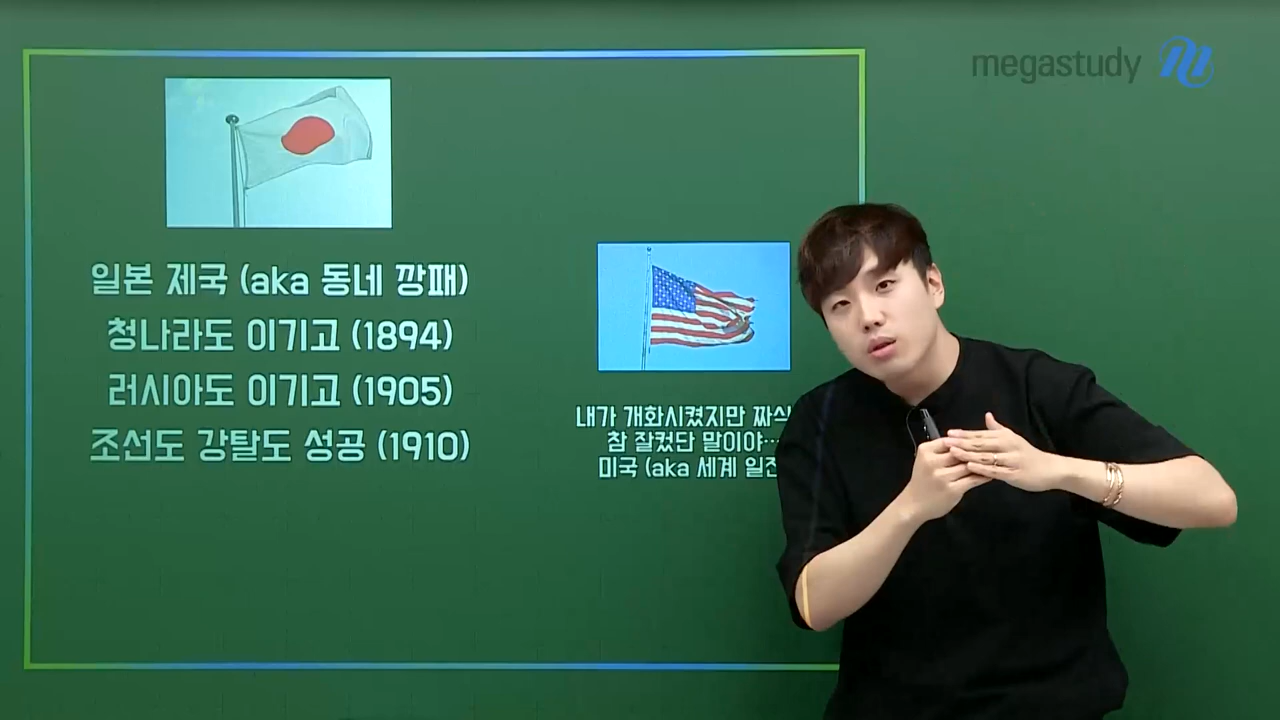 megastudy
일본 제국 (aka 동네 깡패)
청나라도 이기고 (1894)
러시아도 이기고 (1905)
조선도 강탈도 성공 (1910)
내가 개화시켰지만 짜식
참 잘컸단 말이야…
미국 (aka 세계